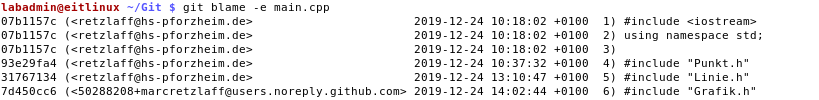 labadmin@eitlinux ~/Git $ git blame -e main.cpp
07b1157c (<retzlaff@hs-pforzheim.de>                       2019-12-24 10:18:02 +0100  1) #include <iostream>
07b1157c (<retzlaff@hs-pforzheim.de>                       2019-12-24 10:18:02 +0100  2) using namespace std;
07b1157c (<retzlaff@hs-pforzheim.de>                       2019-12-24 10:18:02 +0100  3)
93e29fa4 (<retzlaff@hs-pforzheim.de>                       2019-12-24 10:37:32 +0100  4) #include "Punkt.h"
31767134 (<retzlaff@hs-pforzheim.de>                       2019-12-24 13:10:47 +0100  5) #include "Linie.h"
7d450cc6 (<50288208+marcretzlaff@users.noreply.github.com> 2019-12-24 14:02:44 +0100  6) #include "Grafik.h"